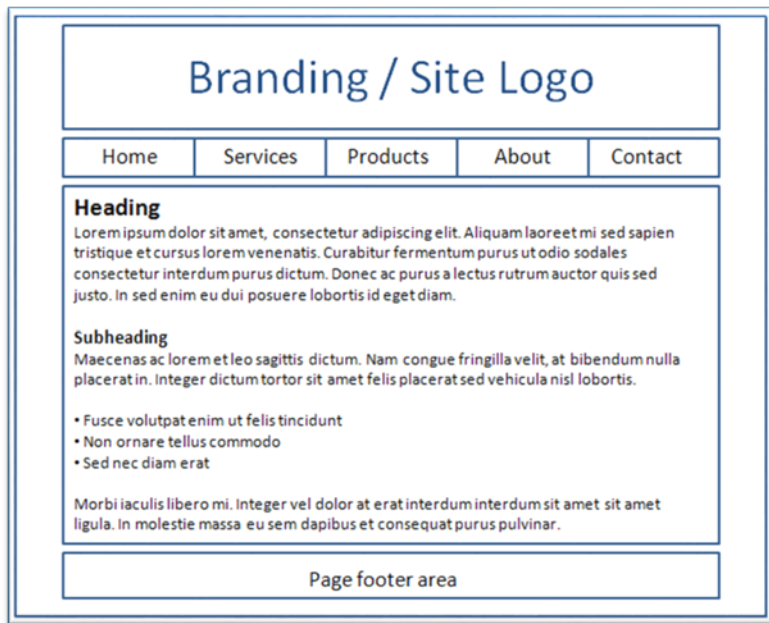 Branding / Site Logo
Home Services Products About Contact
Heading
Lorem ipsum dolor sit amet, consectetur adipiscing elit. Aliquam laoreet mi sed sapien
tristique et cursus lorem venenatis. Curabitur fermentum purus ut odio sodales
consectetur interdum purus dictum. Donec ac purus a lectus rutrum auctor quis sed
justo. In sed enim eu dui posuere lobortis id eget diam.
Subheading
Maecenas ac lorem et leo sagittis dictum. Nam congue fringilla velit, at bibendum nulla
placerat in. Integer dictum tortor sit amet felis placerat sed vehicula nisl lobortis.
• Fusce volutpat enim ut felis tincidunt
• Non ornare tellus commodo
• Sed nec diam erat
Morbi iaculis libero mi. Integer vel dolor at erat interdum interdum sit amet sit amet
ligula. In molestie massa eu sem dapibus et consequat purus pulvinar.
Page footer area